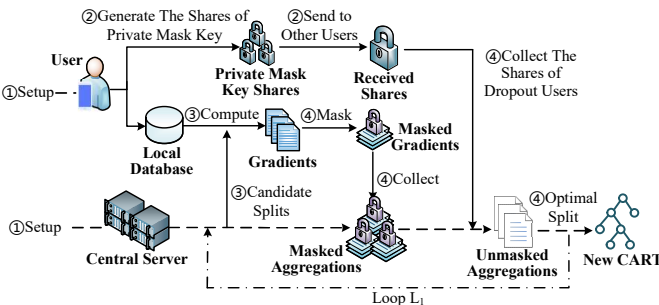 ②Generate The Shares of
Private Mask Key
②Send to
Other Users
User
①Setup
Private Mask
Key Shares
Received
Shares
④Collect The
Shares of
Dropout Users
③Compute
④Mask
Local
Database
Gradients
Masked
Gradients
③Candidate
Splits
④Collect
④Optimal
Split
①Setup
Central Server
Masked
Aggregations
Unmasked
Aggregations
New CART
Loop L₁